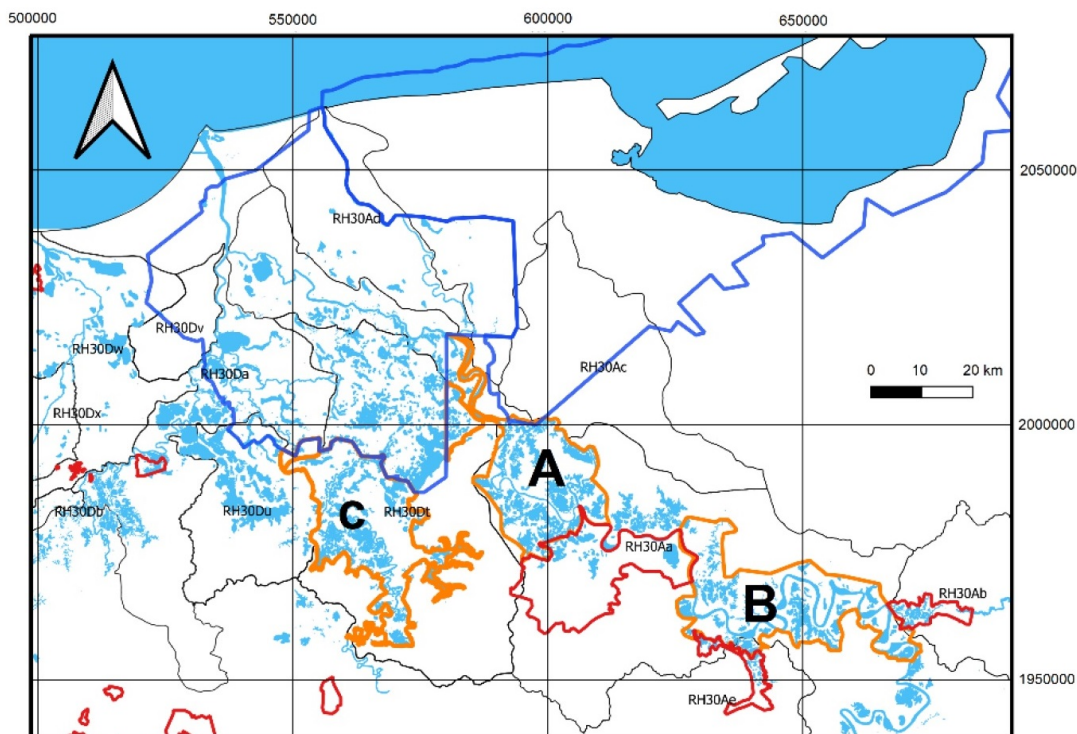 500000 550000 600000 650000
2050000
RH30Ad
RH30Dv
RH30Dw
RH30Da
RH30Ac
0 10 20 km
RH30Dx
2000000
A
RH30Db
RH30Du
C
RH30Dt
RH30Aa
B
RH30Ab
RH30Ae
1950000